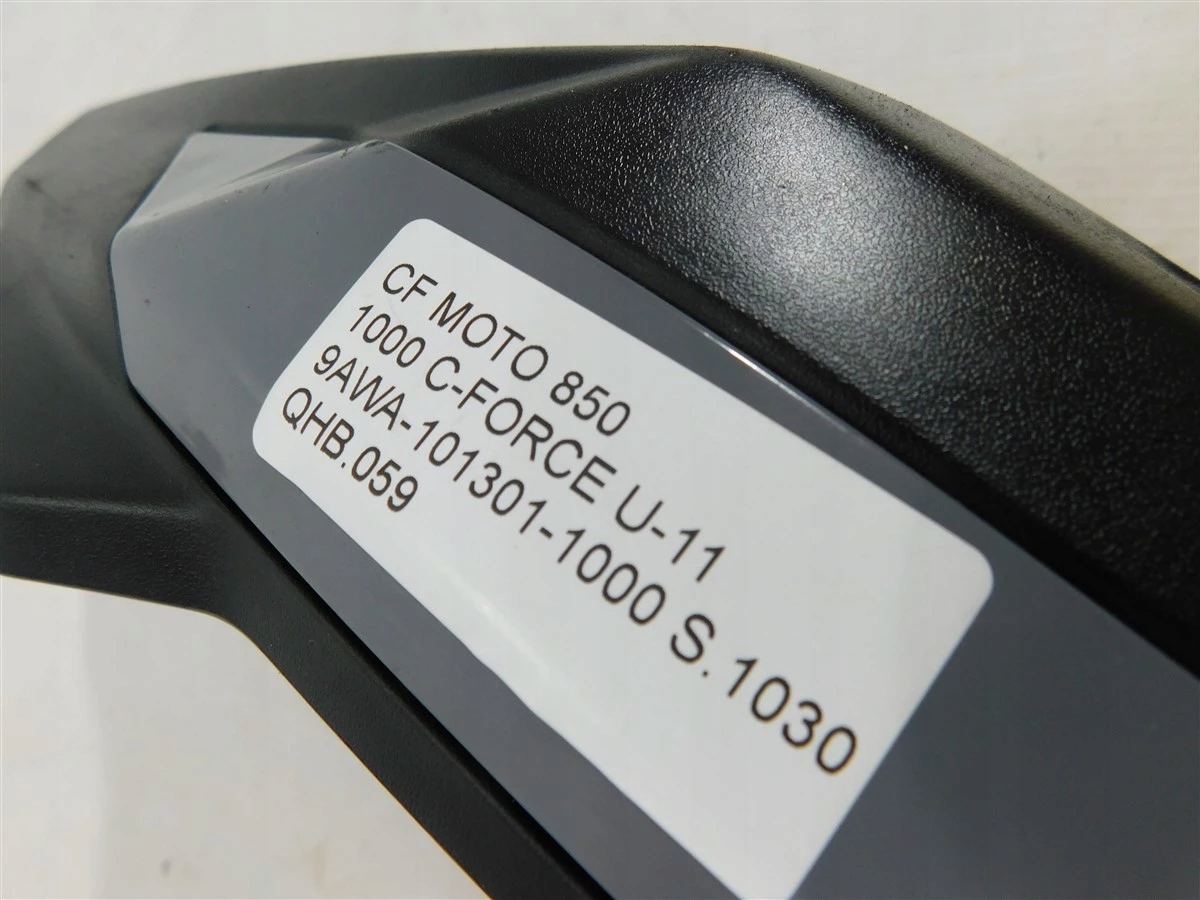 CF MOTO 850
1000 C-FORCE U-11
9AWA-101301-1000 S.1030
QHB.059